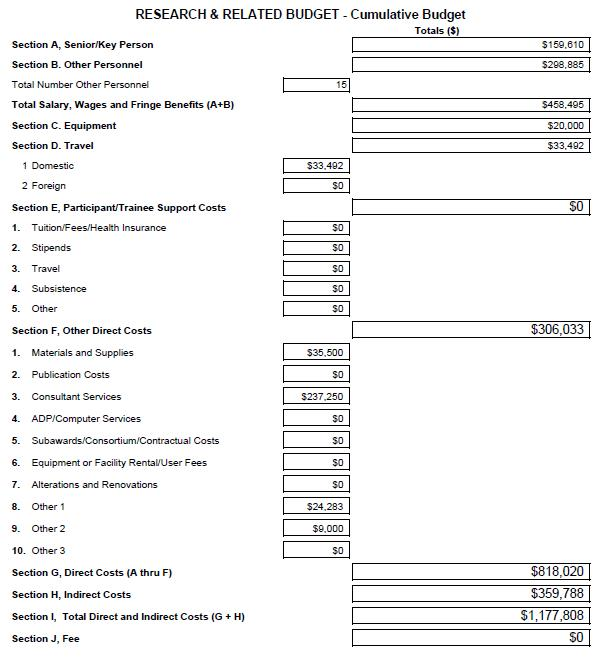 RESEARCH & RELATED BUDGET - Cumulative Budget
Totals ($)
Section A, Senior/Key Person $159,610
Section B. Other Personnel $298,885
Total Number Other Personnel 15
Total Salary, Wages and Fringe Benefits (A+B) $458,495
Section C. Equipment $20,000
Section D. Travel $33,492
1 Domestic $33,492
2 Foreign $0
Section E, Participant/Trainee Support Costs $0
1. Tuition/Fees/Health Insurance $0
2. Stipends $0
3. Travel $0
4. Subsistence $0
5. Other $0
Section F, Other Direct Costs $306,033
1. Materials and Supplies $35,500
2. Publication Costs $0
3. Consultant Services $237,250
4. ADP/Computer Services $0
5. Subawards/Consortium/Contractual Costs $0
6. Equipment or Facility Rental/User Fees $0
7. Alterations and Renovations $0
8. Other 1 $24,283
9. Other 2 $9,000
10. Other 3 $0
Section G, Direct Costs (A thru F) $818,020
Section H, Indirect Costs $359,788
Section I, Total Direct and Indirect Costs (G + H) $1,177,808
Section J, Fee $0